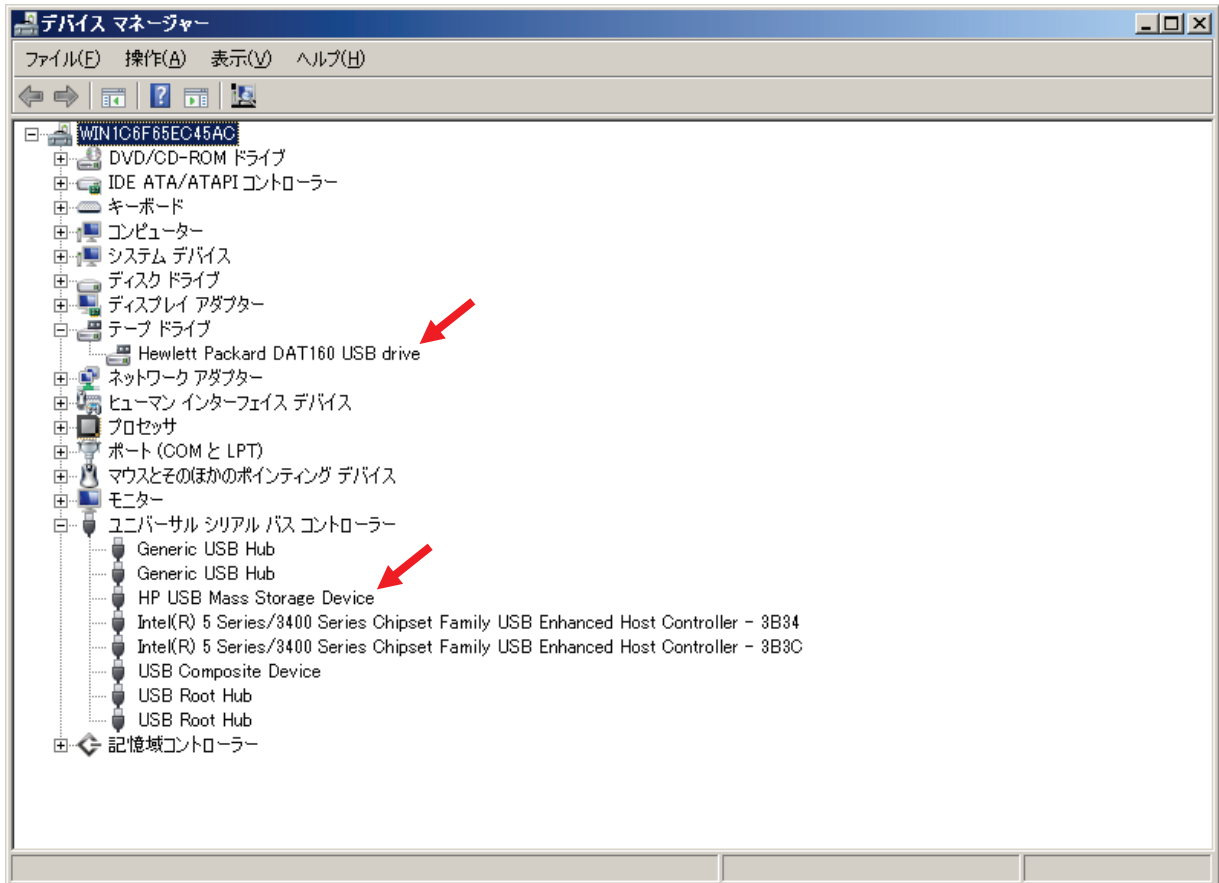 デバイス マネージャー
ファイル(F) 操作(A) 表示(V) ヘルプ(H)
WIN1C6F65EC45AC
DVD/CD-ROM ドライブ
IDE ATA/ATAPI コントローラー
キーボード
コンピューター
システム デバイス
ディスク ドライブ
ディスプレイ アダプター
テープ ドライブ
Hewlett Packard DAT160 USB drive
ネットワーク アダプター
ヒューマン インターフェイス デバイス
プロセッサ
ポート (COM と LPT)
マウスとそのほかのポインティング デバイス
モニター
ユニバーサル シリアル バス コントローラー
Generic USB Hub
Generic USB Hub
HP USB Mass Storage Device
Intel(R) 5 Series/3400 Series Chipset Family USB Enhanced Host Controller - 3B34
Intel(R) 5 Series/3400 Series Chipset Family USB Enhanced Host Controller - 3B3C
USB Composite Device
USB Root Hub
USB Root Hub
記憶域コントローラー